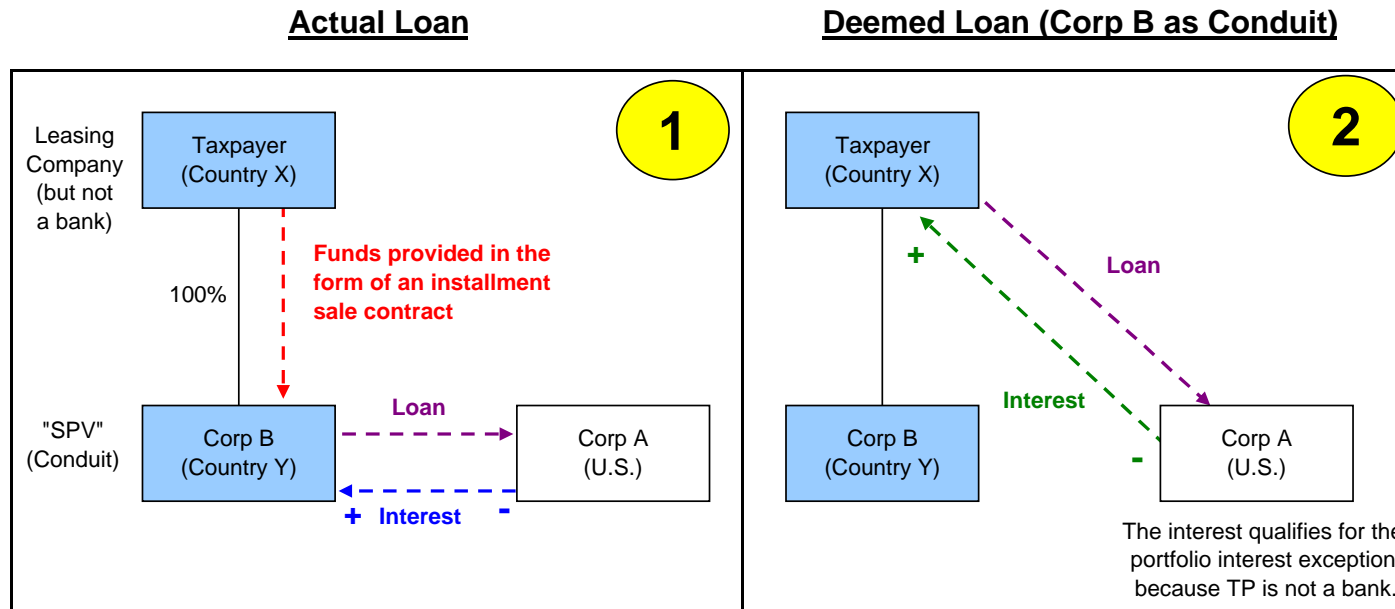 Actual Loan
Deemed Loan (Corp B as Conduit)
Leasing
Company
(but not
a bank)
Taxpayer
(Country X)
1
Funds provided in the
form of an installment
sale contract
100%
"SPV"
(Conduit)
Corp B
(Country Y)
Loan
+ Interest -
Corp A
(U.S.)
Taxpayer
(Country X)
2
+
Loan
Interest
-
Corp B
(Country Y)
Corp A
(U.S.)
The interest qualifies for the
portfolio interest exception
because TP is not a bank.